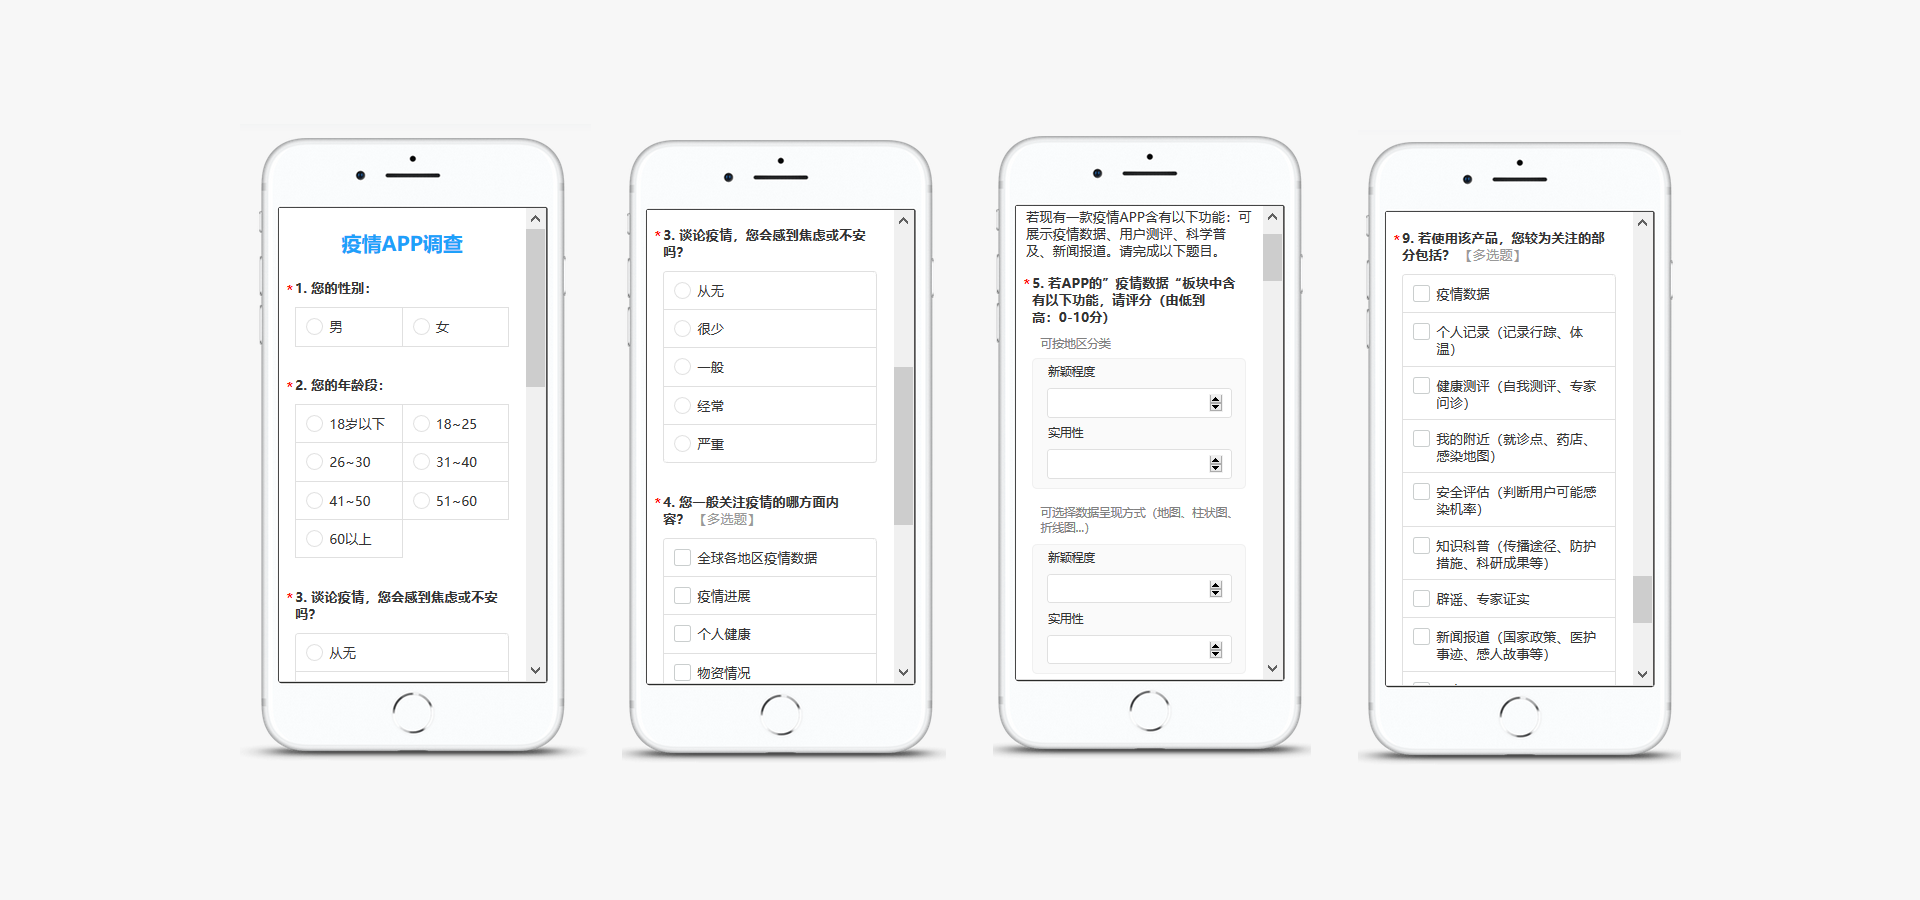 疫情APP调查
*1. 您的性别：
男
女
*2. 您的年龄段：
18岁以下
18~25
26~30
31~40
41~50
51~60
60以上
*3. 谈论疫情，您会感到焦虑或不安
吗？
从无
*3. 谈论疫情，您会感到焦虑或不安
吗？
从无
很少
一般
经常
严重
*4. 您一般关注疫情的哪方面内
容？ 【多选题】
全球各地区疫情数据
疫情进展
个人健康
物资情况
若现有一款疫情APP含有以下功能：可
展示疫情数据、用户测评、科学普
及、新闻报道。请完成以下题目。
*5. 若APP的”疫情数据“板块中含
有以下功能，请评分（由低到
高：0-10分）
可按地区分类
新颖程度
实用性
可选择数据呈现方式（地图、柱状图、
折线图...）
新颖程度
实用性
*9. 若使用该产品，您较为关注的部
分包括？ 【多选题】
疫情数据
个人记录（记录行踪、体
温）
健康测评（自我测评、专家
问诊）
我的附近（就诊点、药店、
感染地图）
安全评估（判断用户可能感
染机率）
知识科普（传播途径、防护
措施、科研成果等）
辟谣、专家证实
新闻报道（国家政策、医护
事迹、感人故事等）